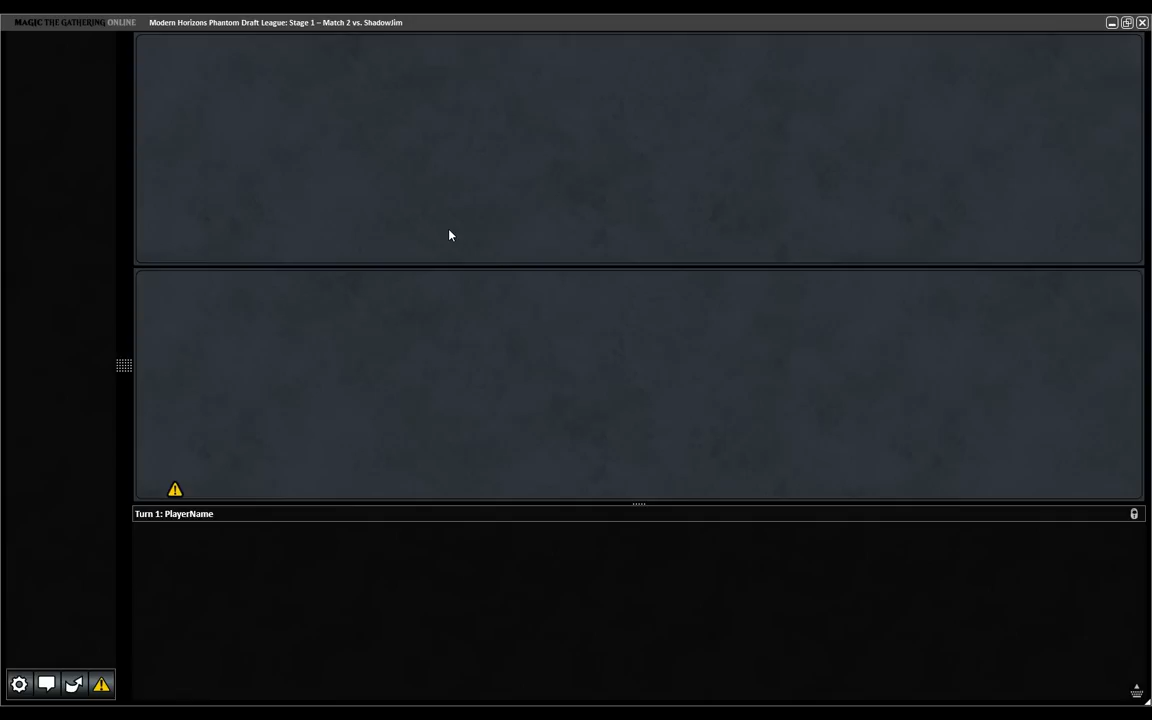 MAGIC THE GATHERING ONLINE
Modern Horizons Phantom Draft League: Stage 1 – Match 2 vs. ShadowJim
Turn 1: PlayerName